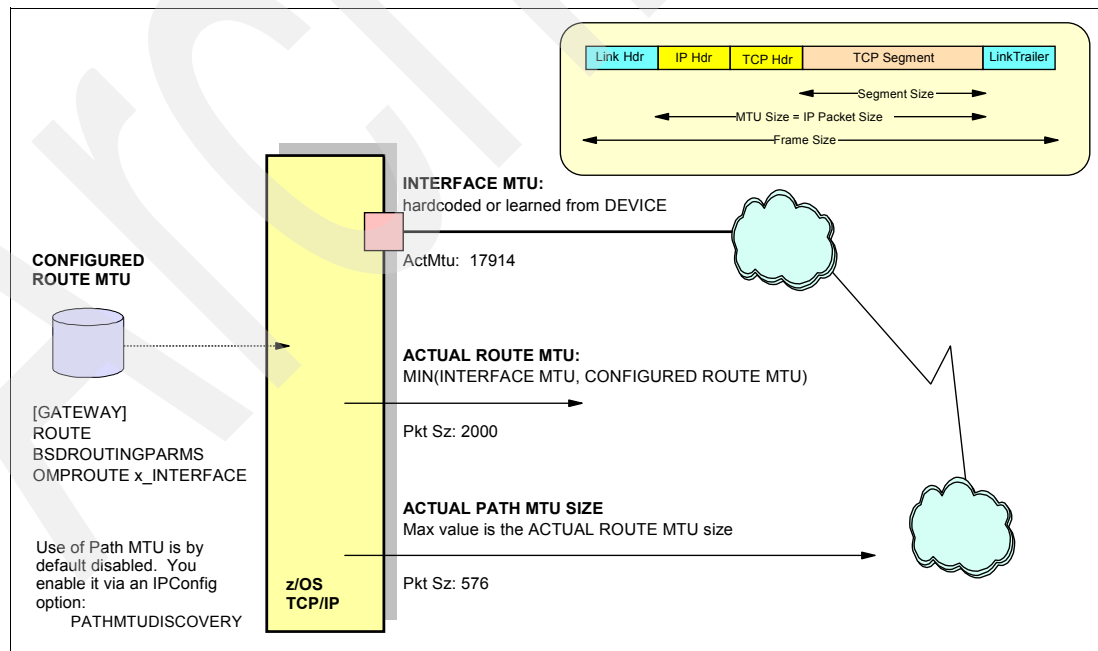 Link Hdr IP Hdr TCP Hdr TCP Segment LinkTrailer
Segment Size
MTU Size = IP Packet Size
Frame Size
INTERFACE MTU:
hardcoded or learned from DEVICE
ActMtu: 17914
CONFIGURED
ROUTE MTU
ACTUAL ROUTE MTU:
MIN(INTERFACE MTU, CONFIGURED ROUTE MTU)
Pkt Sz: 2000
[GATEWAY]
ROUTE
BSDROUTINGPARMS
OMPROUTE x_INTERFACE
ACTUAL PATH MTU SIZE
Max value is the ACTUAL ROUTE MTU size
Pkt Sz: 576
Use of Path MTU is by
default disabled. You
enable it via an IPConfig
option:
PATHMTUDISCOVERY
z/OS
TCP/IP